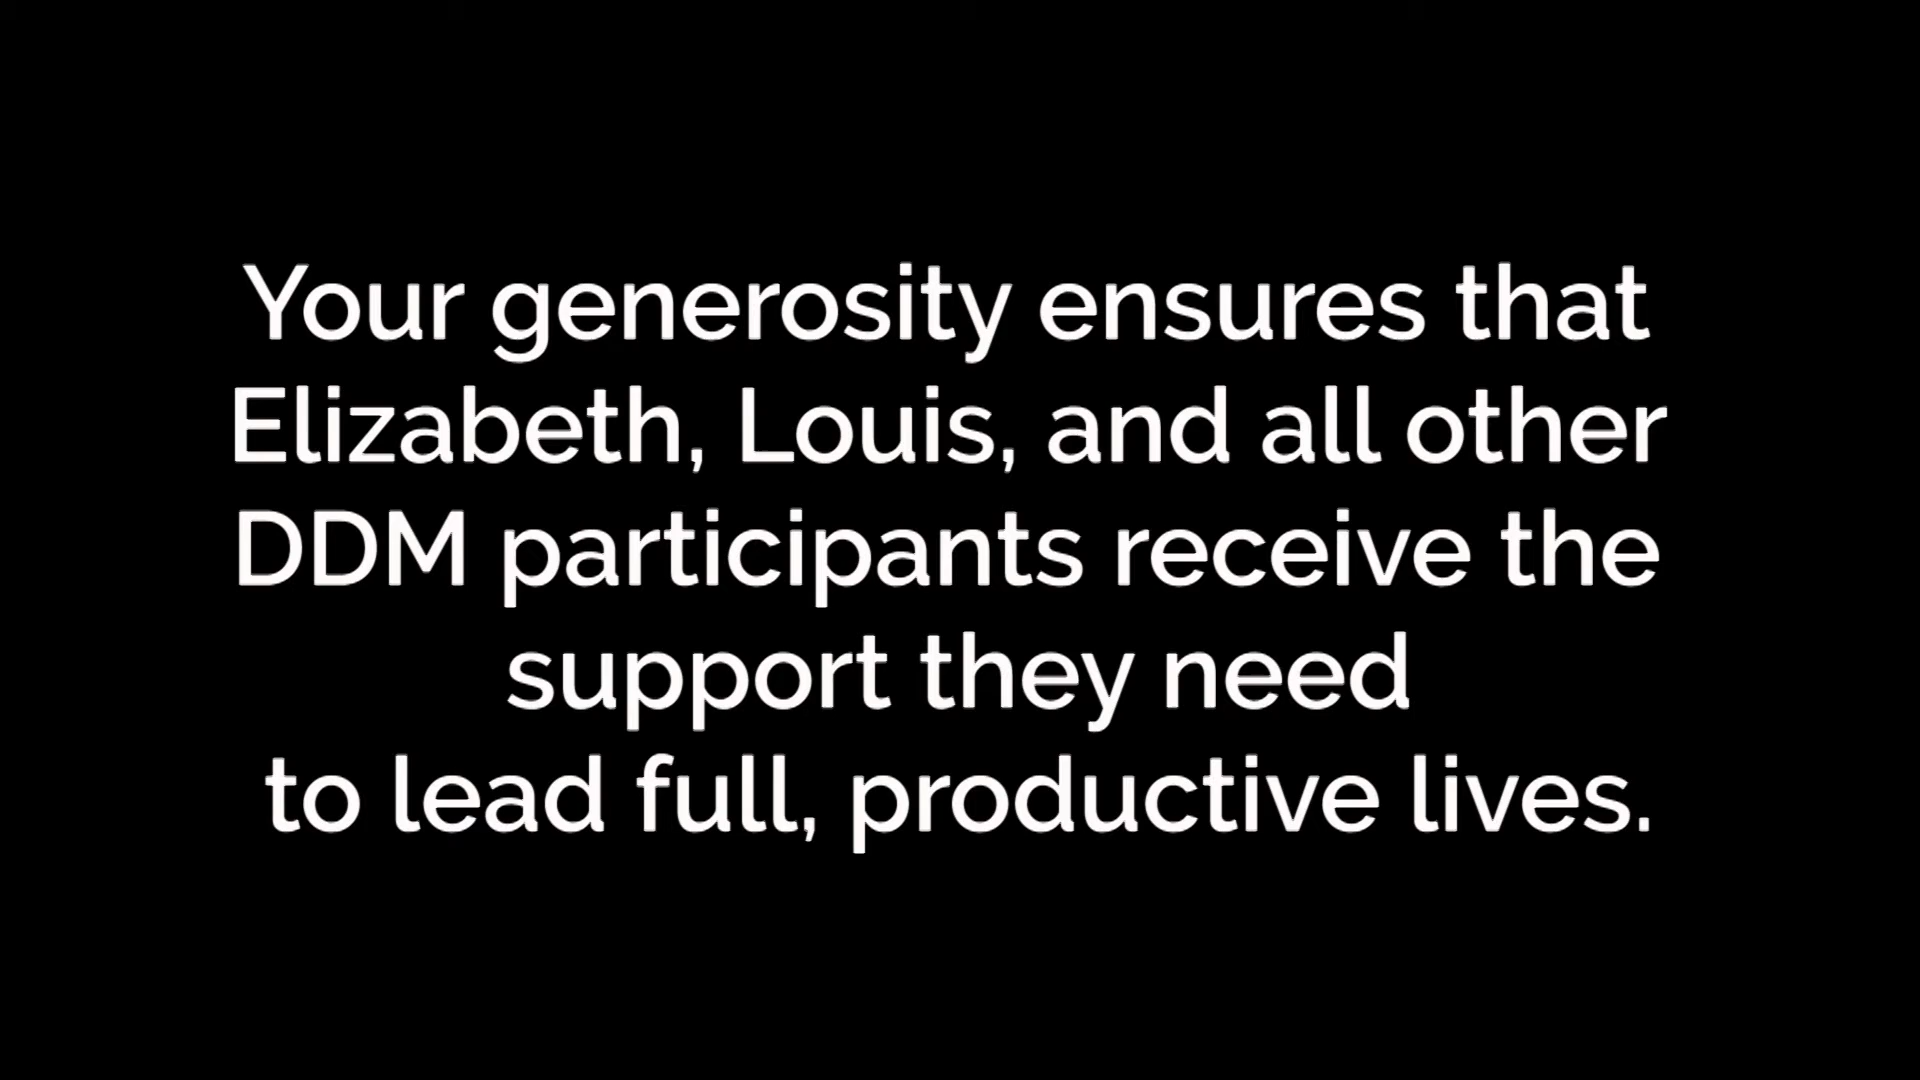 Your generosity ensures that
Elizabeth, Louis, and all other
DDM participants receive the
support they need
to lead full, productive lives.